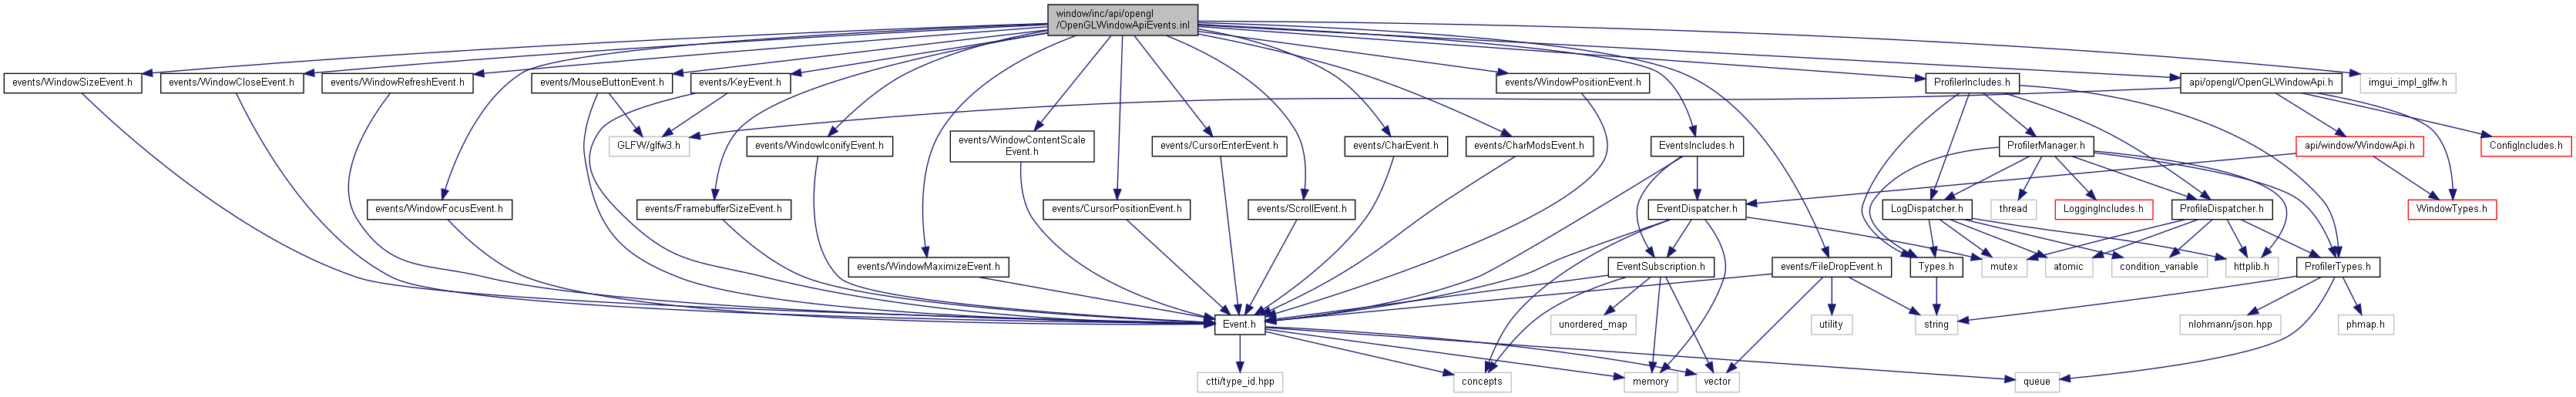 window/inc/api/opengl
/OpenGLWindowApiEvents.inl
events/WindowSizeEvent.h
events/WindowCloseEvent.h
events/WindowRefreshEvent.h
events/MouseButtonEvent.h
events/KeyEvent.h
events/WindowPositionEvent.h
ProfilerIncludes.h
api/opengl/OpenGLWindowApi.h
imgui_impl_glfw.h
GLFW/glfw3.h
events/WindowIconifyEvent.h
events/WindowContentScale
Event.h
events/CursorEnterEvent.h
events/CharEvent.h
events/CharModsEvent.h
EventsIncludes.h
ProfilerManager.h
api/window/WindowApi.h
ConfigIncludes.h
events/WindowFocusEvent.h
events/FramebufferSizeEvent.h
events/CursorPositionEvent.h
events/ScrollEvent.h
EventDispatcher.h
LogDispatcher.h
thread
LoggingIncludes.h
ProfileDispatcher.h
WindowTypes.h
events/WindowMaximizeEvent.h
EventSubscription.h
events/FileDropEvent.h
Types.h
mutex
atomic
condition_variable
httplib.h
ProfilerTypes.h
Event.h
unordered_map
utility
string
nlohmann/json.hpp
phmap.h
ctti/type_id.hpp
concepts
memory
vector
queue